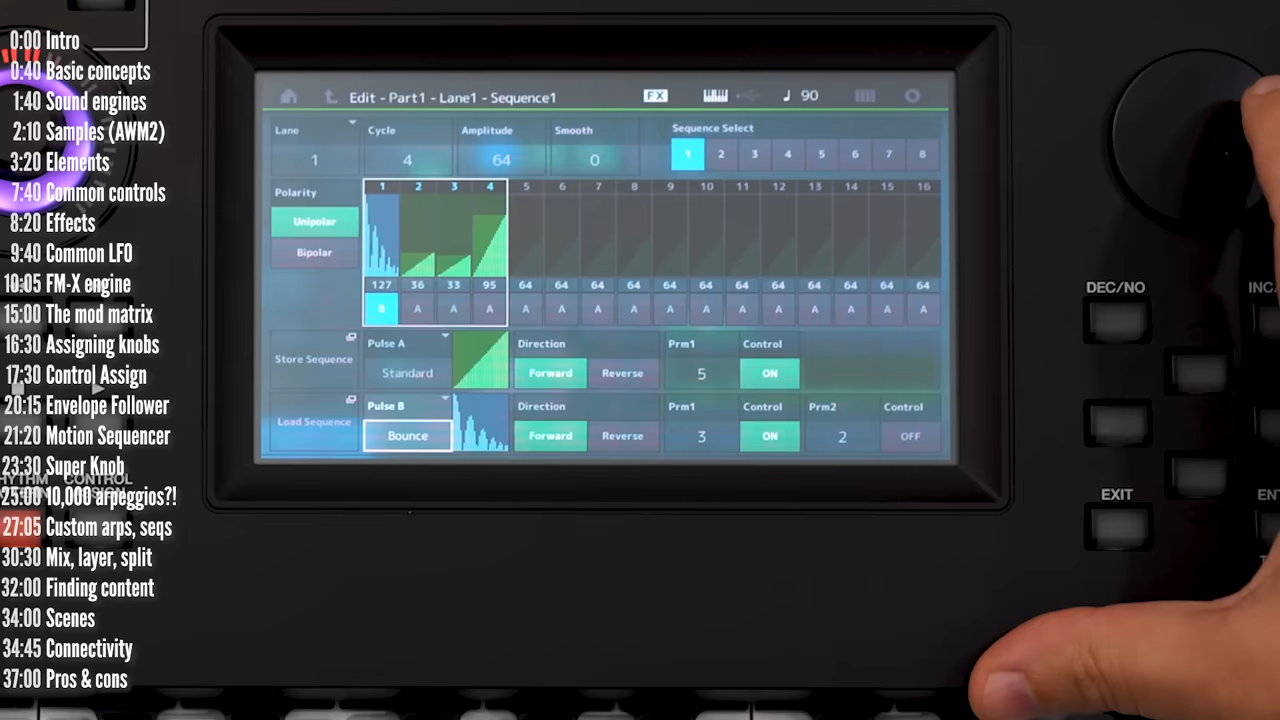 0:00 Intro
0:40 Basic concepts
1:40 Sound engines
2:10 Samples (AWM2)
3:20 Elements
7:40 Common controls
8:20 Effects
9:40 Common LFO
10:05 FM-X engine
15:00 The mod matrix
16:30 Assigning knobs
17:30 Control Assign
20:15 Envelope Follower
21:20 Motion Sequencer
23:30 Super Knob
25:00 10,000 arpeggios?!
27:05 Custom arps, seqs
30:30 Mix, layer, split
32:00 Finding content
34:00 Scenes
34:45 Connectivity
37:00 Pros & cons
Edit - Part1 - Lane1 - Sequence1 FX 90
Lane Cycle Amplitude Smooth Sequence Select
1 4 64 0 1 2 3 4 5 6 7 8
Polarity 1 2 3 4 5 6 7 8 9 10 11 12 13 14 15 16
Unipolar
Bipolar
127 36 33 95 64 64 64 64 64 64 64 64 64 64 64 64
B A A A A A A A A A A A A A A A
Store Sequence Pulse A Direction Prm1 Control
Standard Forward Reverse 5 ON
Load Sequence Pulse B Direction Prm1 Control Prm2 Control
Bounce Forward Reverse 3 ON 2 OFF
DEC/NO
EXIT
CONTROL